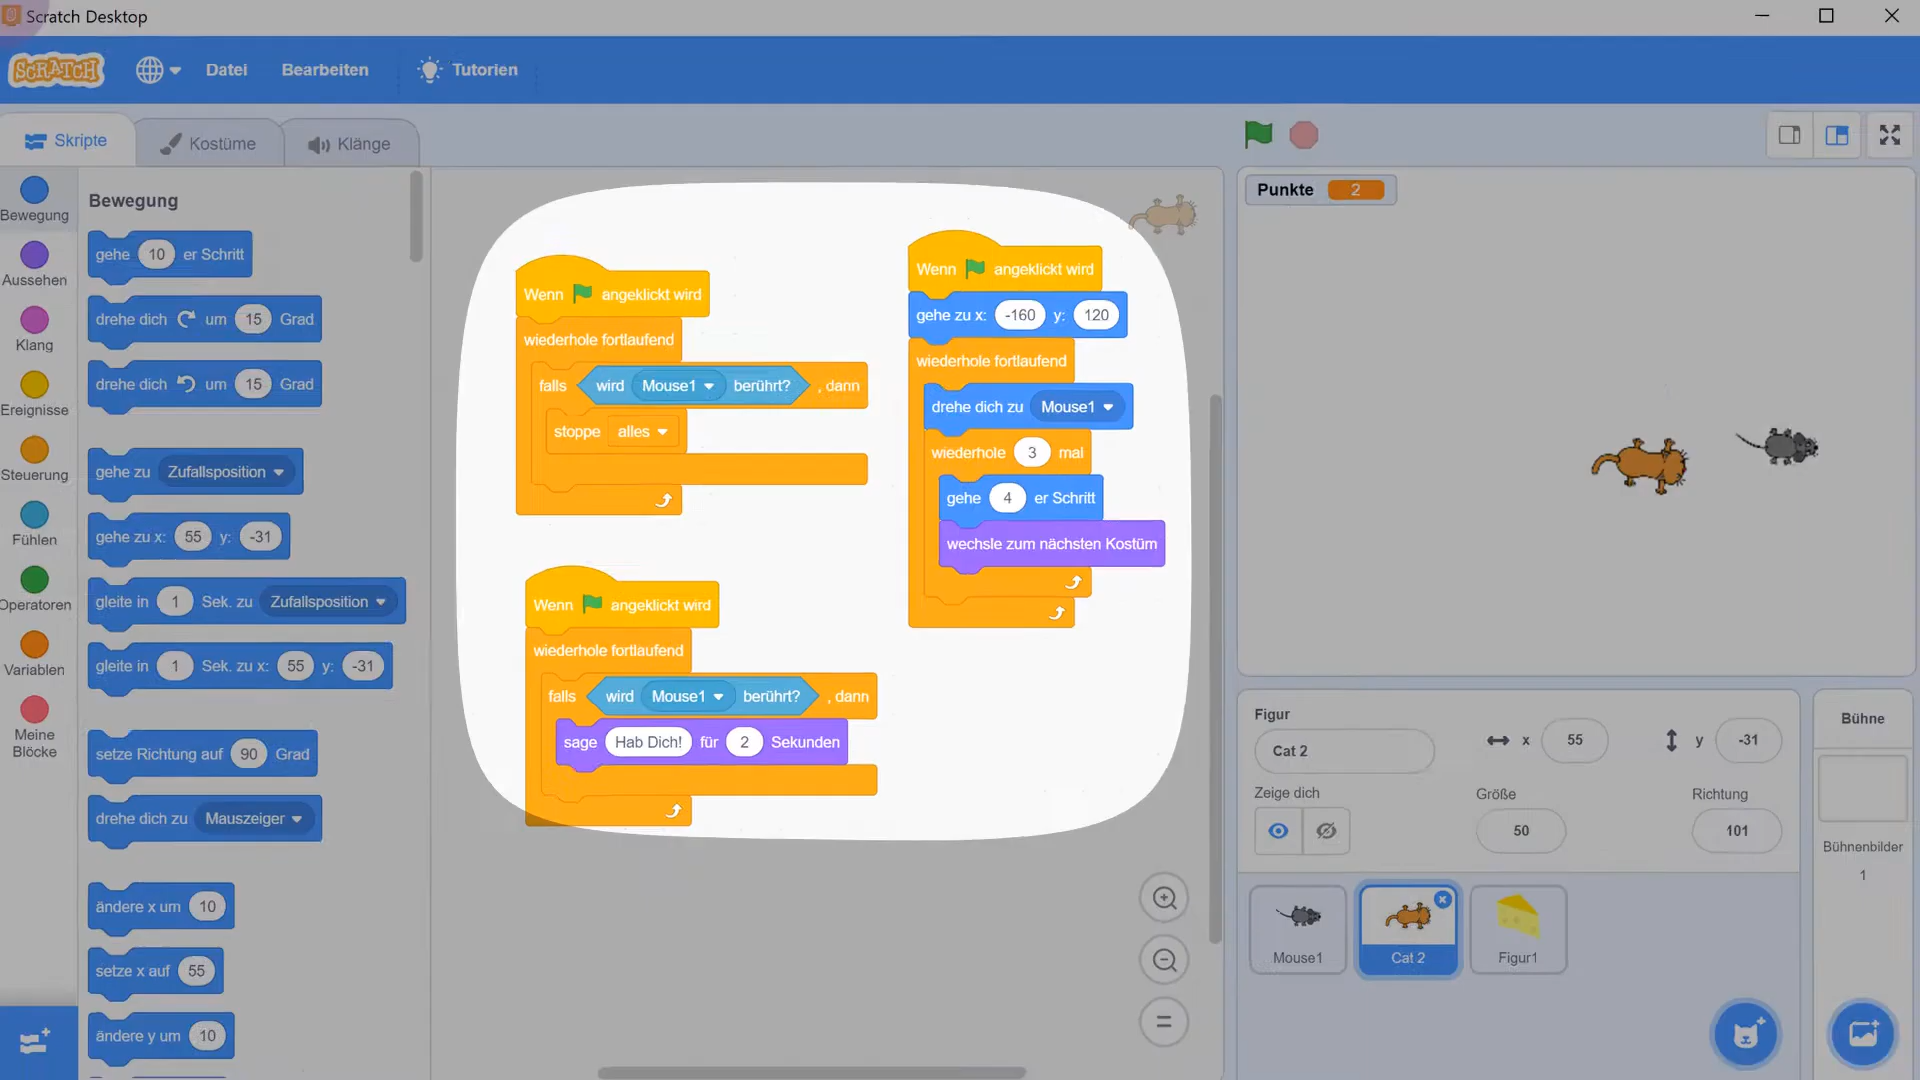 Scratch Desktop
SCRATCH
Datei
Bearbeiten
Tutorien
Skripte
Kostüme
Klänge
Bewegung
Aussehen
Klang
Ereignisse
Steuerung
Fühlen
Operatoren
Variablen
Meine
Blöcke
Bewegung
gehe 10 er Schritt
drehe dich um 15 Grad
drehe dich um 15 Grad
gehe zu Zufallsposition
gehe zu x: 55 y: -31
gleite in 1 Sek. zu Zufallsposition
gleite in 1 Sek. zu x: 55 y: -31
setze Richtung auf 90 Grad
drehe dich zu Mauszeiger
ändere x um 10
setze x auf 55
ändere y um 10
Wenn angeklickt wird
wiederhole fortlaufend
falls wird Mouse1 berührt? , dann
stoppe alles
Wenn angeklickt wird
wiederhole fortlaufend
falls wird Mouse1 berührt? , dann
sage Hab Dich! für 2 Sekunden
Wenn angeklickt wird
gehe zu x: -160 y: 120
wiederhole fortlaufend
drehe dich zu Mouse1
wiederhole 3 mal
gehe 4 er Schritt
wechsle zum nächsten Kostüm
Punkte 2
Figur
Cat 2
x 55
y -31
Zeige dich
Größe
50
Richtung
101
Mouse1
Cat 2
Figur1
Bühne
Bühnenbilder
1